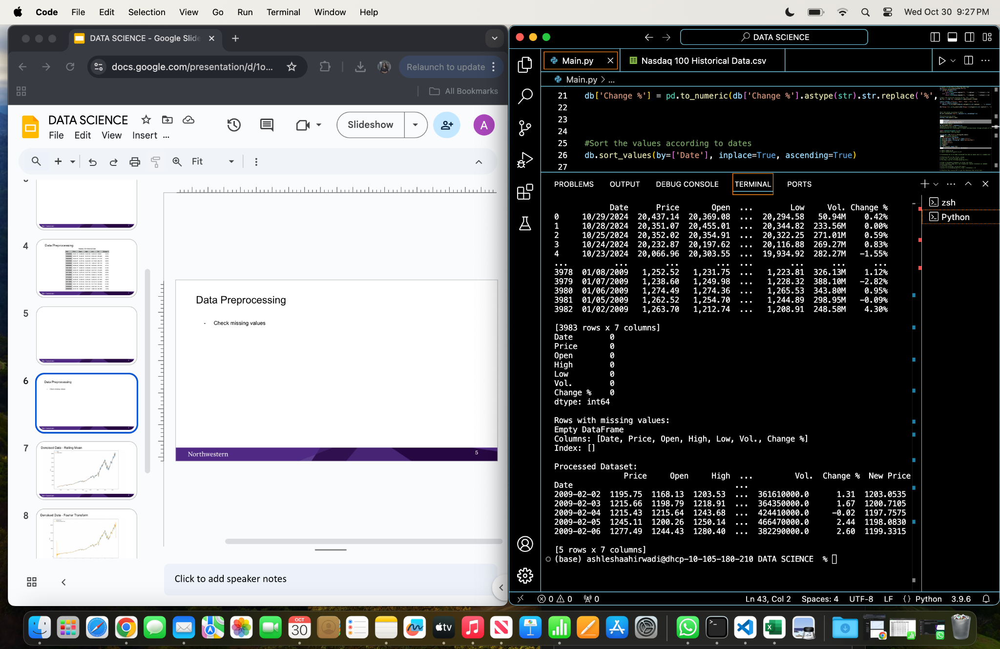 Code File Edit Selection View Go Run Terminal Window Help Wed Oct 30 9:27 PM
DATA SCIENCE - Google Slide
docs.google.com/presentation/d/1o...
Relaunch to update
All Bookmarks
DATA SCIENCE
File Edit View Insert ...
Slideshow
A
Fit
4
Data Preprocessing
5
6
Data Preprocessing
- Check missing values
7
Denoised Data - Rolling Mean
8
Denoised Data - Fourier Transform
Data Preprocessing
- Check missing values
Northwestern 5
Click to add speaker notes
DATA SCIENCE
Main.py
Nasdaq 100 Historical Data.csv
Main.py > ...
21 db['Change %'] = pd.to_numeric(db['Change %'].astype(str).str.replace('%',
22
23
24
25 #Sort the values according to dates
26 db.sort_values(by=['Date'], inplace=True, ascending=True)
27
PROBLEMS OUTPUT DEBUG CONSOLE TERMINAL PORTS
zsh
Python
Date Price Open ... Low Vol. Change %
0 10/29/2024 20,437.14 20,369.08 ... 20,294.58 50.94M 0.42%
1 10/28/2024 20,351.07 20,455.01 ... 20,344.82 233.56M 0.00%
2 10/25/2024 20,352.02 20,354.91 ... 20,322.25 271.01M 0.59%
3 10/24/2024 20,232.87 20,197.62 ... 20,116.88 269.27M 0.83%
4 10/23/2024 20,066.96 20,303.55 ... 19,934.92 282.27M -1.55%
... ... ... ... ... ... ... ...
3978 01/08/2009 1,252.52 1,231.75 ... 1,223.81 326.13M 1.12%
3979 01/07/2009 1,238.60 1,249.98 ... 1,228.32 388.10M -2.82%
3980 01/06/2009 1,274.49 1,274.36 ... 1,265.53 343.80M 0.95%
3981 01/05/2009 1,262.52 1,254.70 ... 1,244.89 298.95M -0.09%
3982 01/02/2009 1,263.70 1,212.74 ... 1,208.91 248.58M 4.30%
[3983 rows x 7 columns]
Date 0
Price 0
Open 0
High 0
Low 0
Vol. 0
Change % 0
dtype: int64
Rows with missing values:
Empty DataFrame
Columns: [Date, Price, Open, High, Low, Vol., Change %]
Index: []
Processed Dataset:
Price Open High ... Vol. Change % New Price
Date ...
2009-02-02 1195.75 1168.13 1203.53 ... 361610000.0 1.31 1203.0535
2009-02-03 1215.66 1198.79 1218.91 ... 364350000.0 1.67 1200.7105
2009-02-04 1215.43 1215.64 1243.68 ... 424410000.0 -0.02 1197.7575
2009-02-05 1245.11 1200.26 1250.14 ... 466470000.0 2.44 1198.0830
2009-02-06 1277.49 1244.43 1280.40 ... 382290000.0 2.60 1199.3315
[5 rows x 7 columns]
(base) ashleshaahirwadi@dhcp-10-105-180-210 DATA SCIENCE %
0 0 0 Ln 43, Col 2 Spaces: 4 UTF-8 LF {} Python 3.9.6
OCT
30
tv